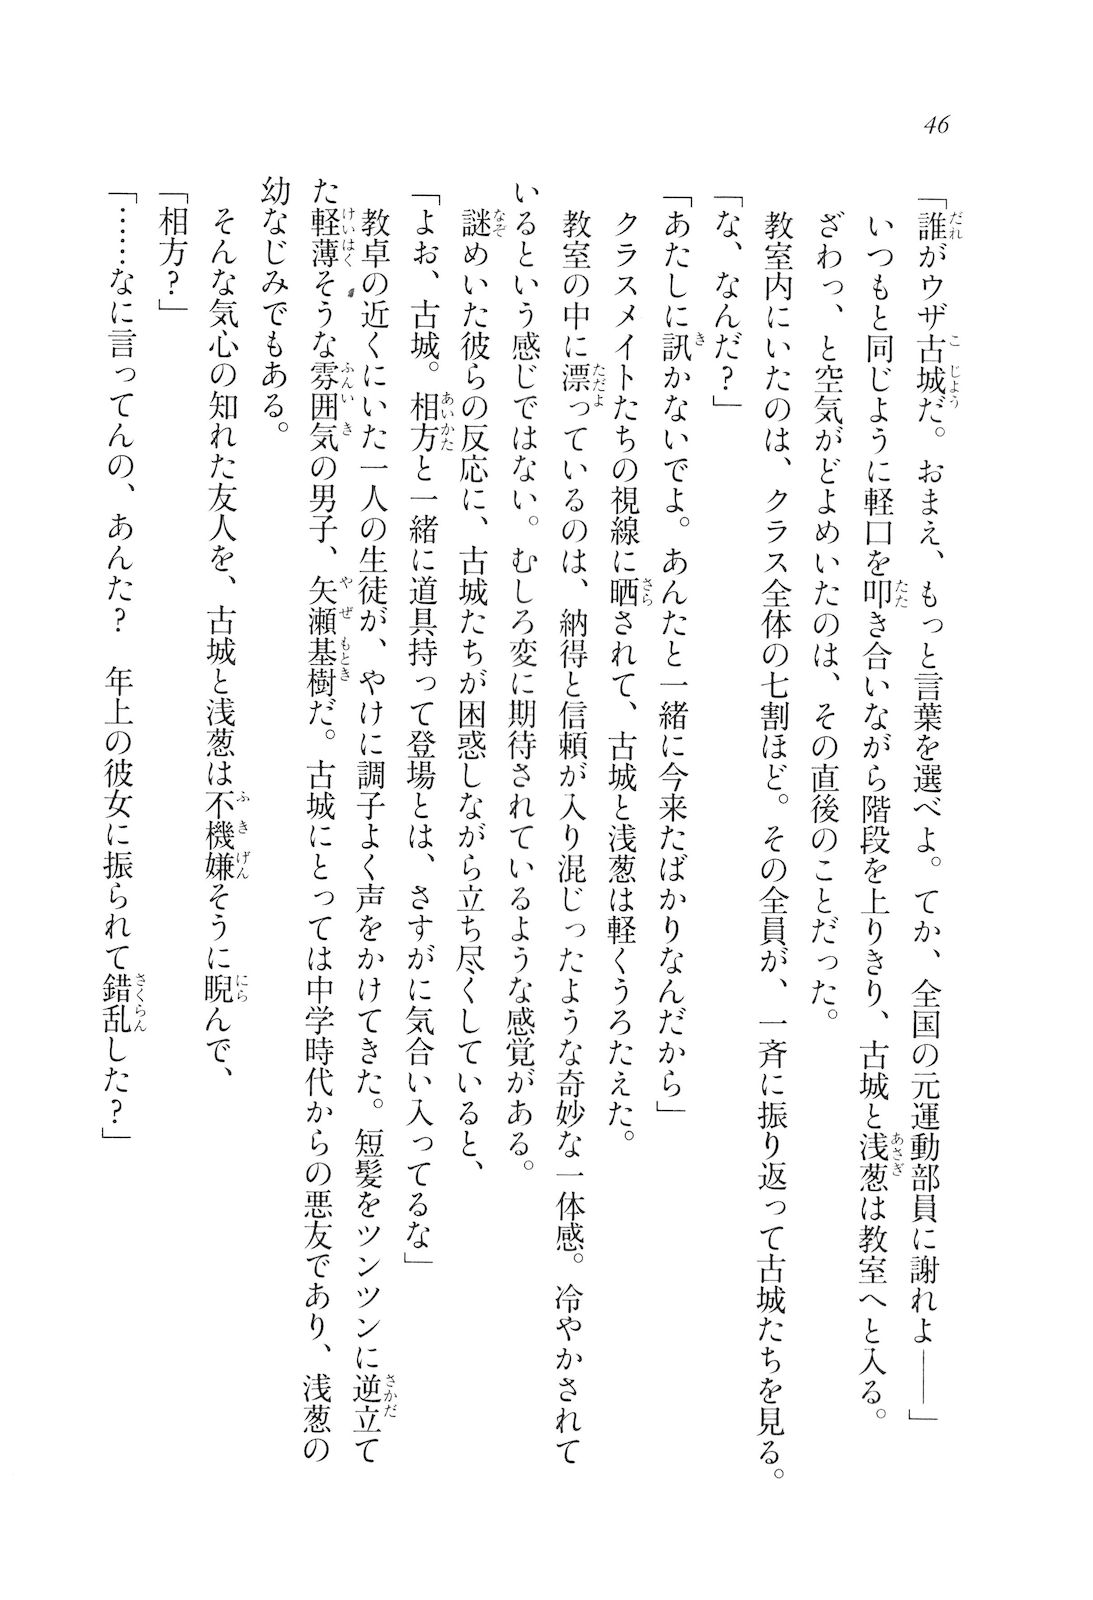 46
「誰がウザ古城だ。おまえ、もっと言葉を選べよ。てか、全国の元運動部員に謝れよ――」
いつもと同じように軽口を叩き合いながら階段を上りきり、古城と浅葱は教室へと入る。
ざわっ、と空気がどよめいたのは、その直後のことだった。
教室内にいたのは、クラス全体の七割ほど。その全員が、一斉に振り返って古城たちを見る。
「な、なんだ？」
「あたしに訊かないでよ。あんたと一緒に今来たばかりなんだから」
クラスメイトたちの視線に晒されて、古城と浅葱は軽くうろたえた。
教室の中に漂っているのは、納得と信頼が入り混じったような奇妙な一体感。冷やかされて
いるという感じではない。むしろ変に期待されているような感覚がある。
謎めいた彼らの反応に、古城たちが困惑しながら立ち尽くしていると、
「よお、古城。相方と一緒に道具持って登場とは、さすがに気合い入ってるな」
教卓の近くにいた一人の生徒が、やけに調子よく声をかけてきた。短髪をツンツンに逆立て
た軽薄そうな雰囲気の男子、矢瀬基樹だ。古城にとっては中学時代からの悪友であり、浅葱の
幼なじみでもある。
そんな気心の知れた友人を、古城と浅葱は不機嫌そうに睨んで、
「相方？」
「……なに言ってんの、あんた？　年上の彼女に振られて錯乱した？」